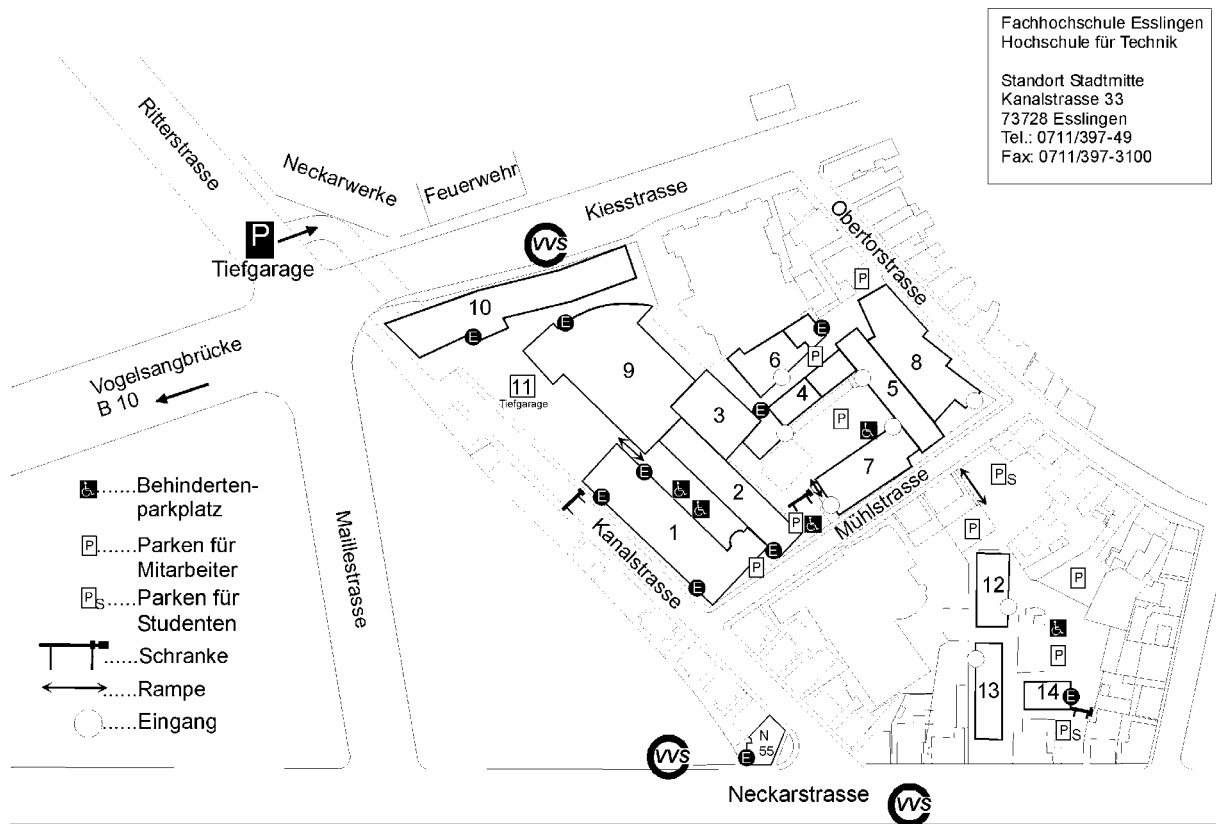 Fachhochschule Esslingen
Hochschule für Technik
Standort Stadtmitte
Kanalstrasse 33
73728 Esslingen
Tel.: 0711/397-49
Fax: 0711/397-3100
Ritterstrasse
Neckarwerke
Feuerwehr
Kiesstrasse
Obertorstrasse
P
Tiefgarage
VVS
Vogelsangbrücke
B 10
10
E
E
9
11
Tiefgarage
6
E
P
P
8
5
4
3
E
P
7
2
E
1
E
E
E
P
P
Mühlstrasse
Kanalstrasse
Maillestrasse
PS
P
P
12
13
P
14
E
PS
N
55
E
VVS
Neckarstrasse
VVS
......Behinderten-
parkplatz
P......Parken für
Mitarbeiter
PS.....Parken für
Studenten
......Schranke
......Rampe
......Eingang